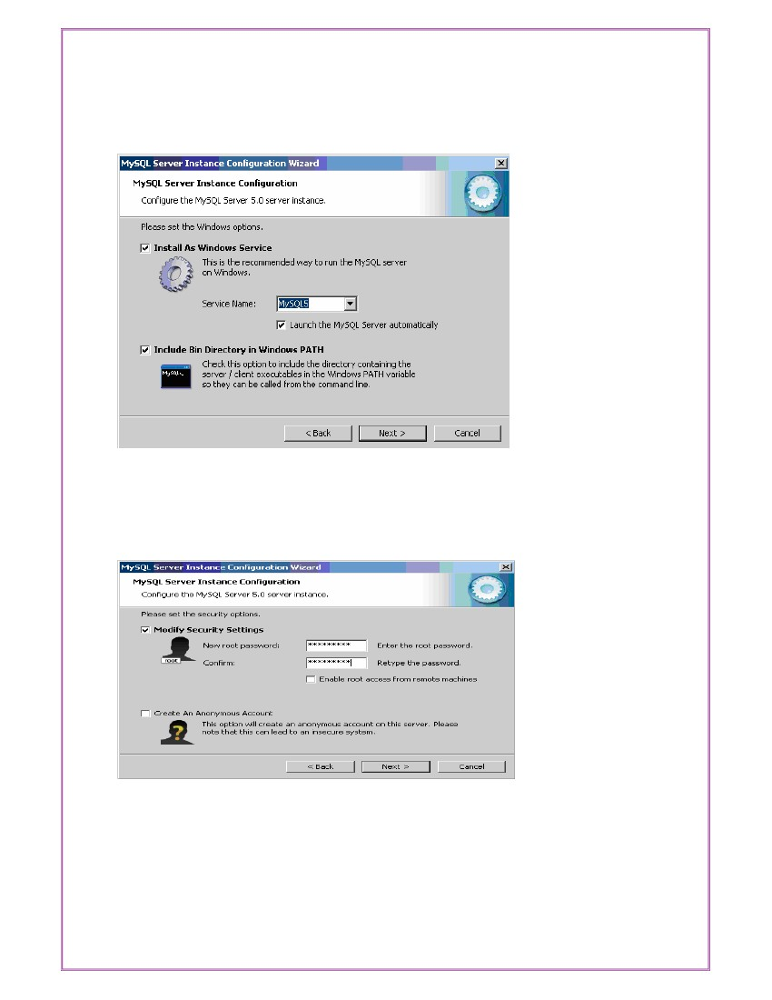 MySQL Server Instance Configuration Wizard
MySQL Server Instance Configuration
Configure the MySQL Server 5.0 server instance.
Please set the Windows options.
Install As Windows Service
This is the recommended way to run the MySQL server
on Windows.
Service Name: MySQL5
Launch the MySQL Server automatically
Include Bin Directory in Windows PATH
MySQL
Check this option to include the directory containing the
server / client executables in the Windows PATH variable
so they can be called from the command line.
< Back Next > Cancel
MySQL Server Instance Configuration Wizard
MySQL Server Instance Configuration
Configure the MySQL Server 5.0 server instance.
Please set the security options.
Modify Security Settings
New root password: ********* Enter the root password.
root
Confirm: ********* Retype the password.
Enable root access from remote machines
Create An Anonymous Account
This option will create an anonymous account on this server. Please
note that this can lead to an insecure system.
< Back Next > Cancel